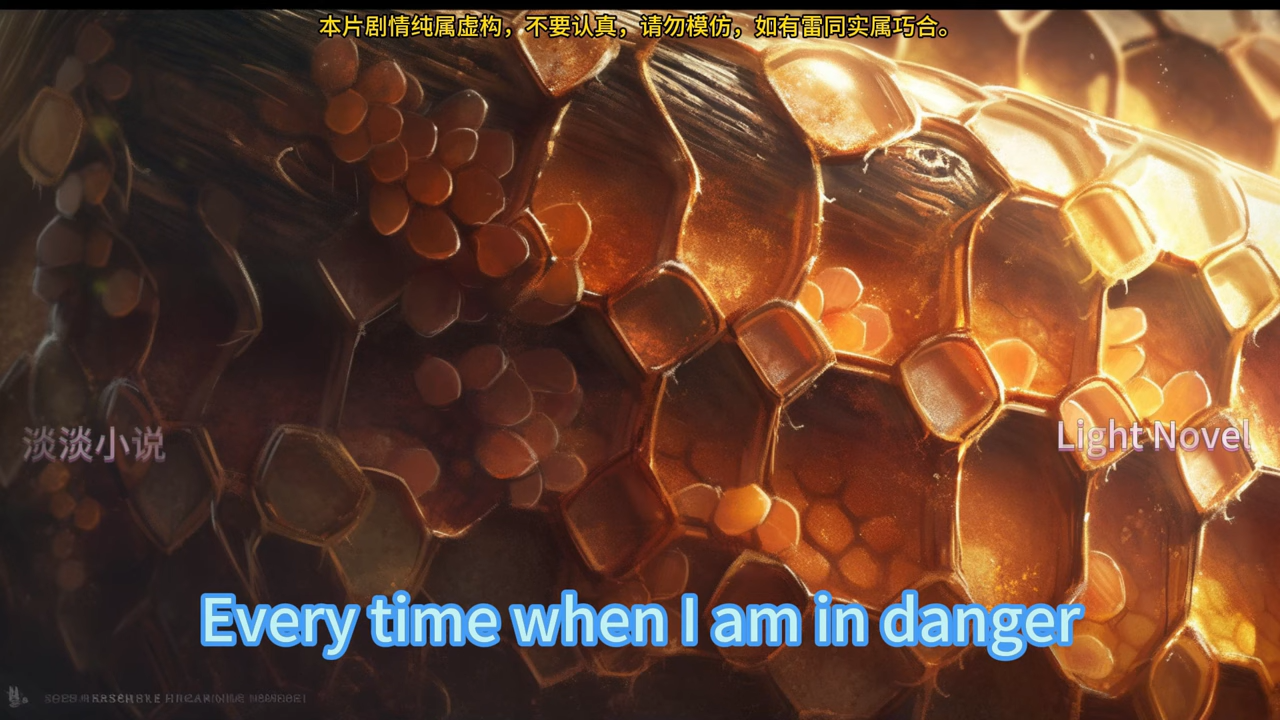 本片剧情纯属虚构，不要认真，请勿模仿，如有雷同实属巧合。
淡淡小说
Light Novel
Every time when I am in danger